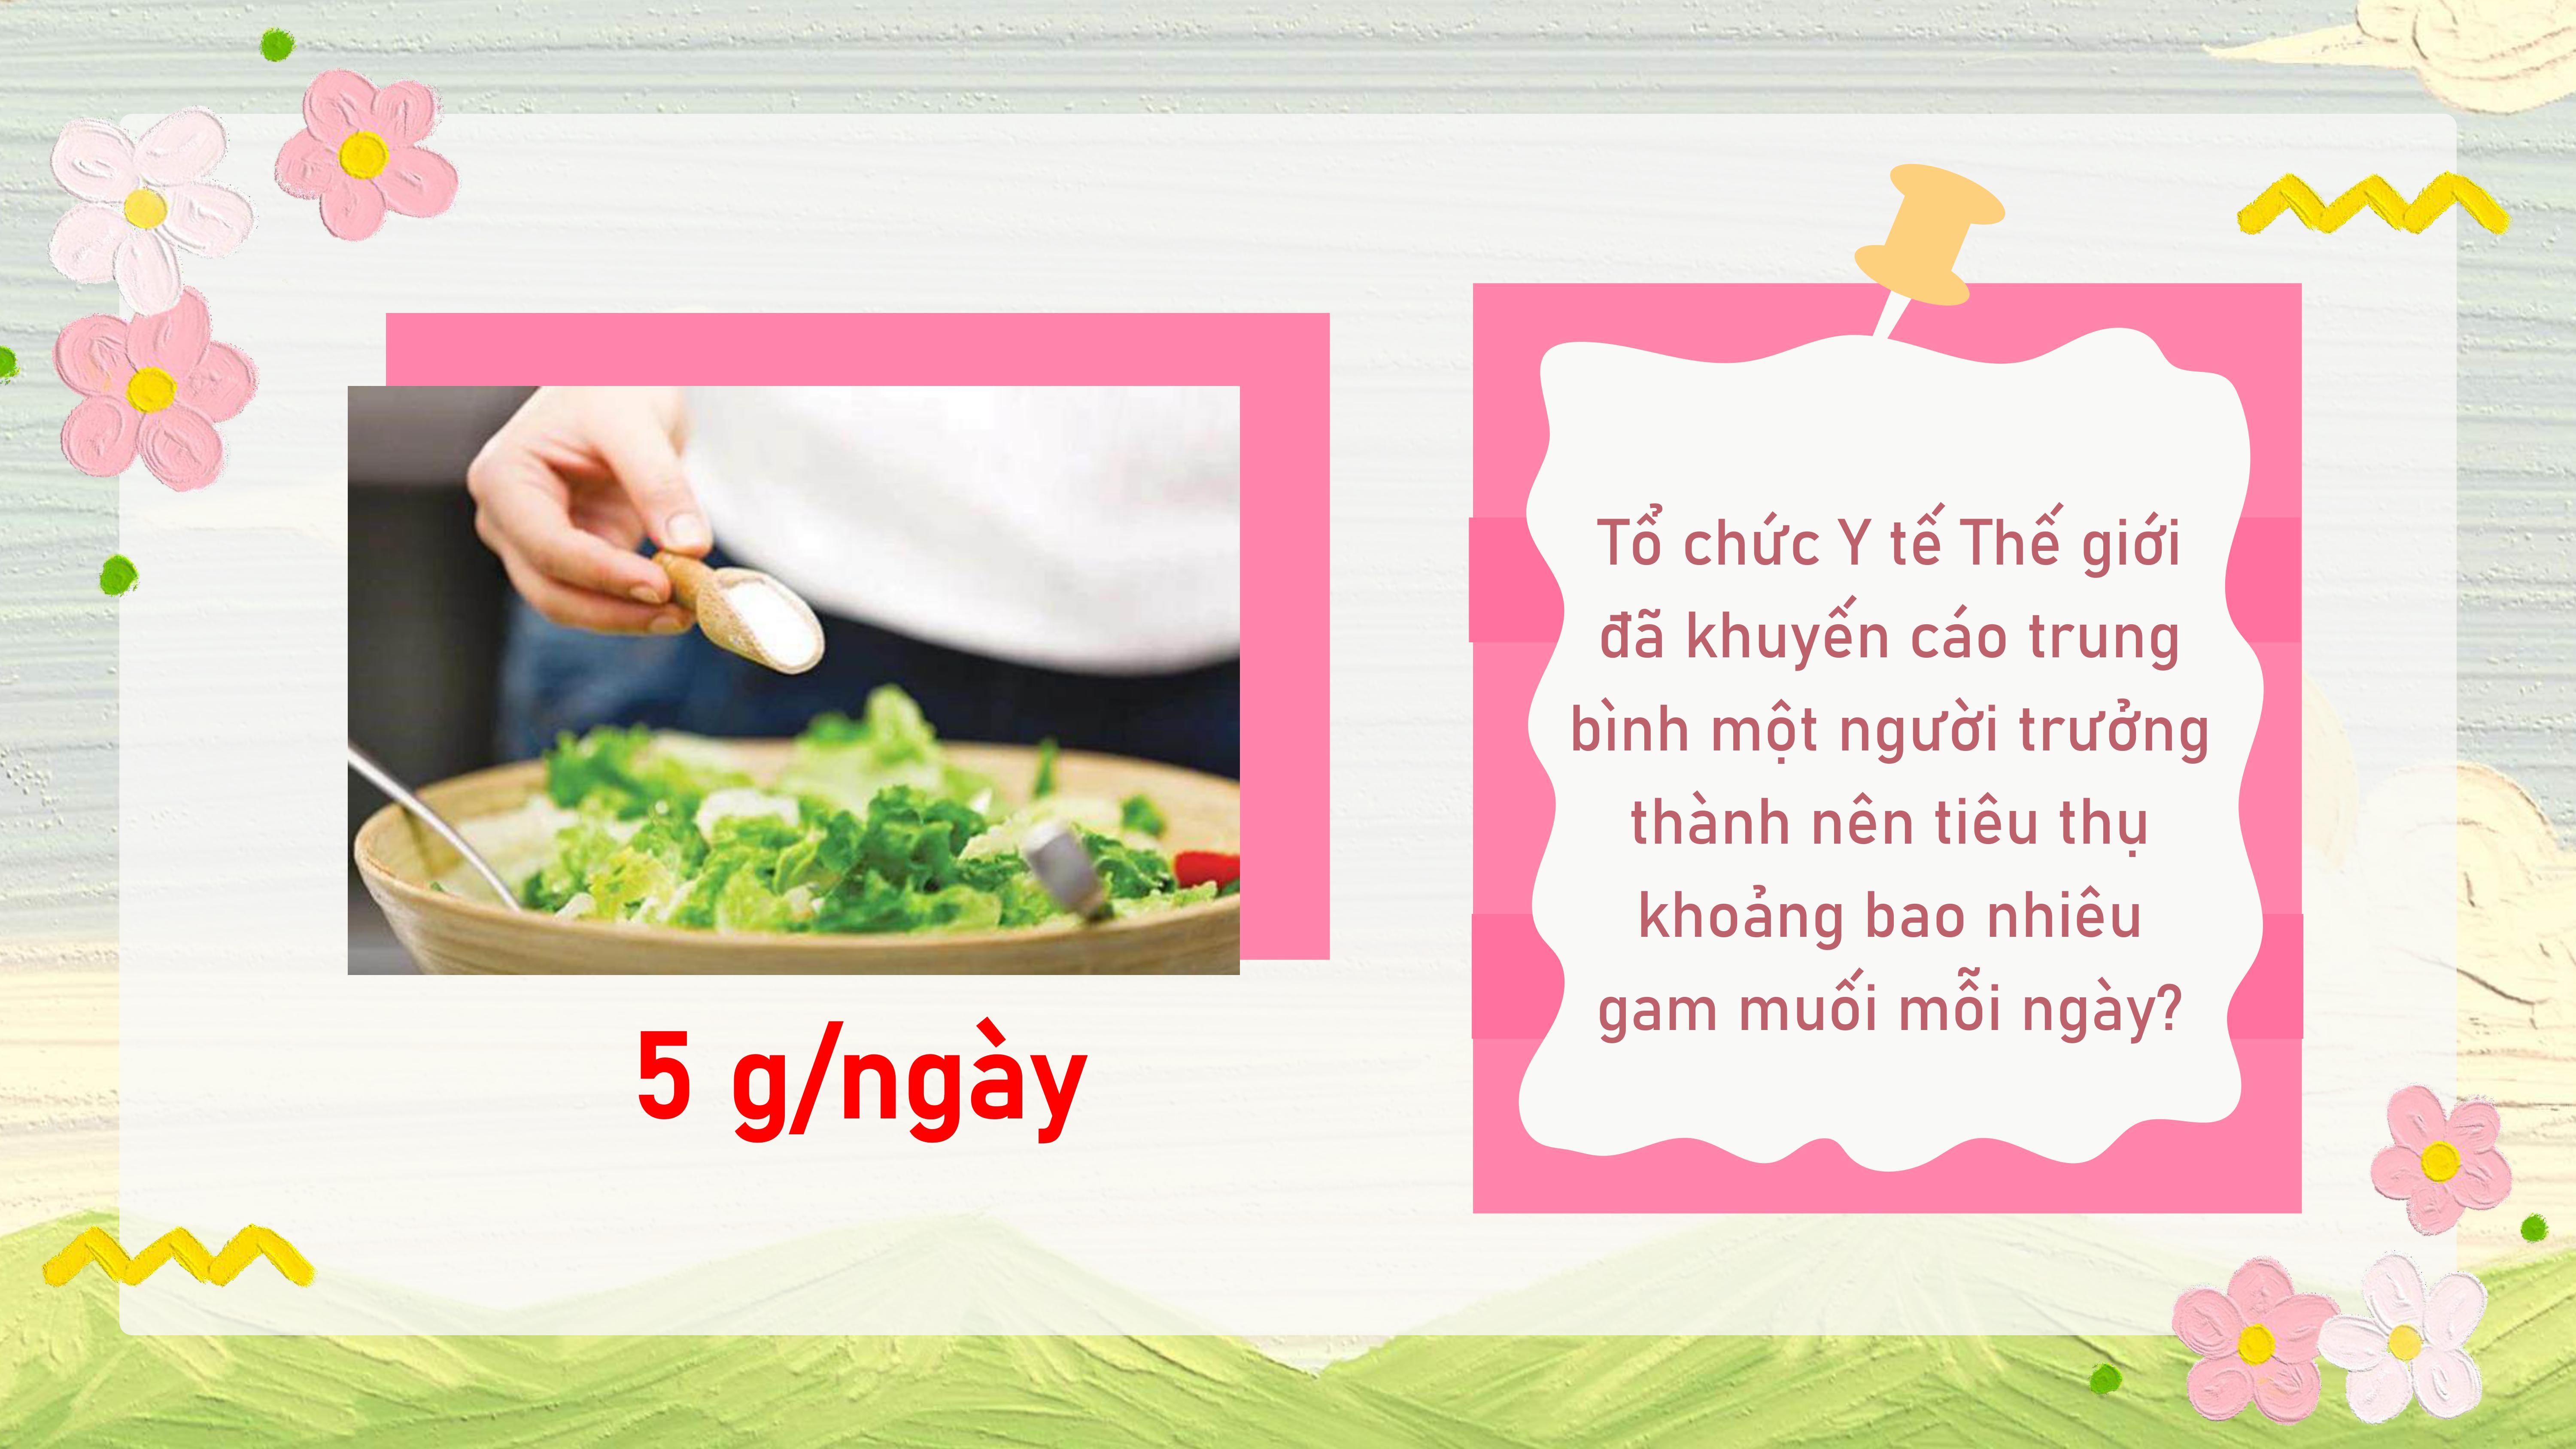 Tổ chức Y tế Thế giới
đã khuyến cáo trung
bình một người trưởng
thành nên tiêu thụ
khoảng bao nhiêu
gam muối mỗi ngày?
5 g/ngày